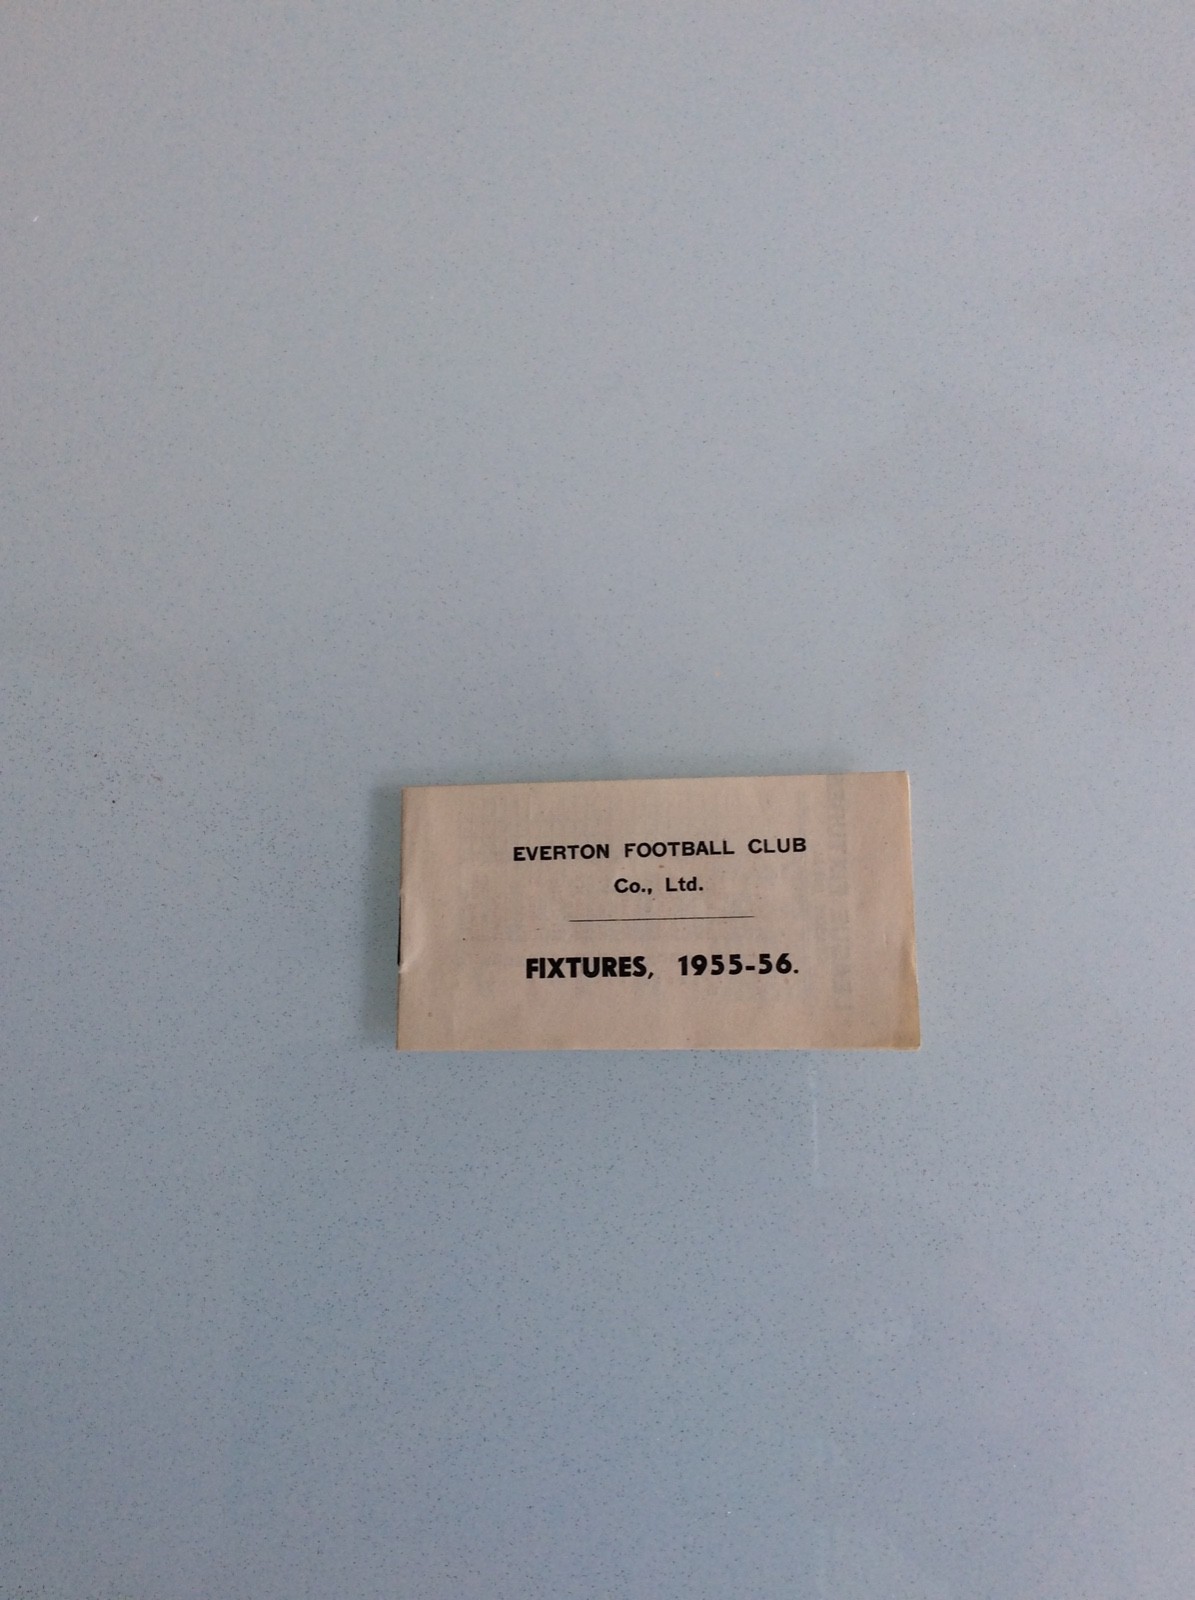 EVERTON FOOTBALL CLUB
Co., Ltd.
FIXTURES, 1955-56.